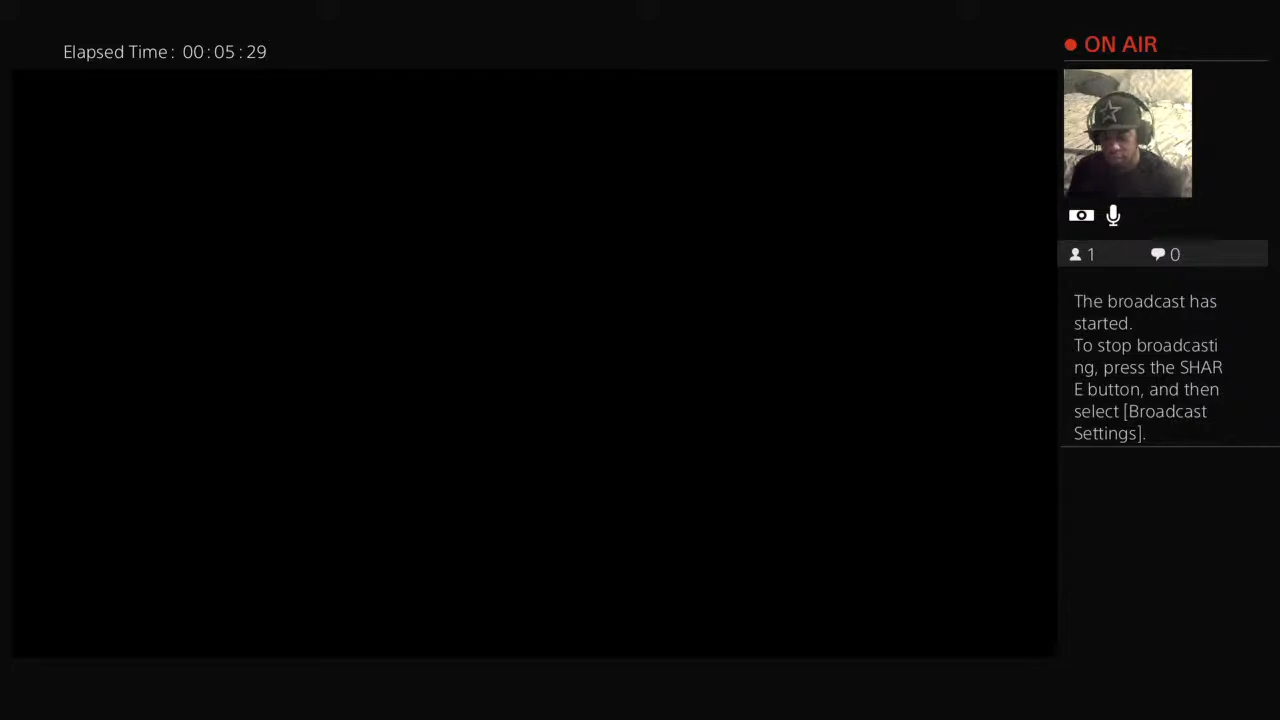 Elapsed Time: 00:05:29
ON AIR
1 0
The broadcast has
started.
To stop broadcasti
ng, press the SHAR
E button, and then
select [Broadcast
Settings].